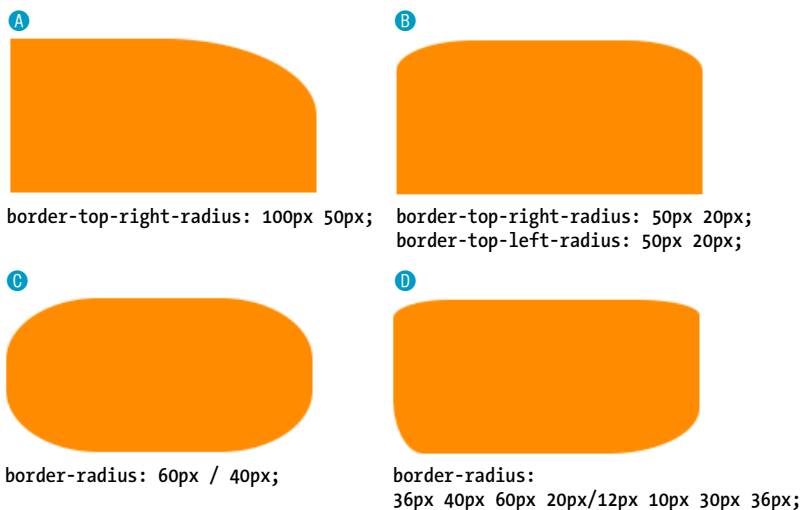 A
border-top-right-radius: 100px 50px;
B
border-top-right-radius: 50px 20px;
border-top-left-radius: 50px 20px;
C
border-radius: 60px / 40px;
D
border-radius:
36px 40px 60px 20px/12px 10px 30px 36px;